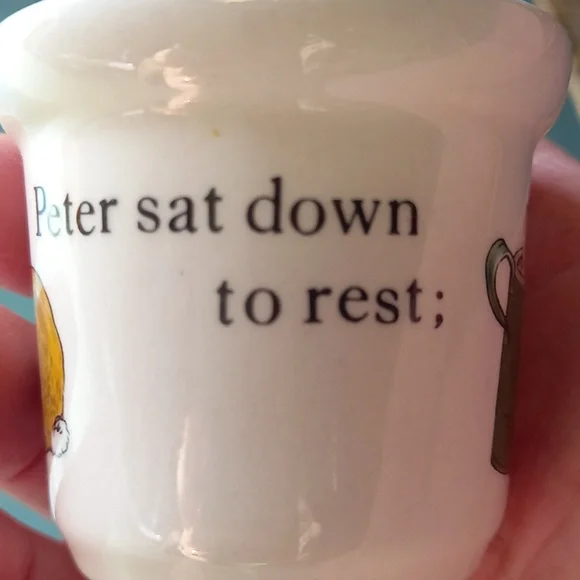 Peter sat down
to rest;